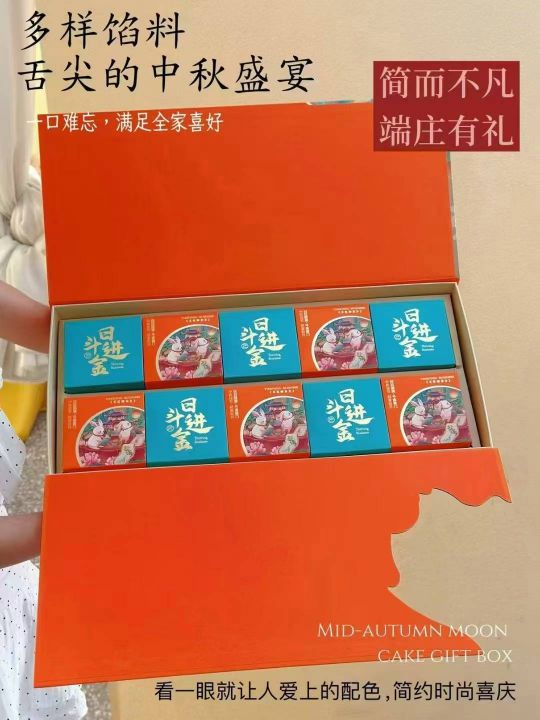 多样馅料
舌尖的中秋盛宴
一口难忘，满足全家喜好
简而不凡
端庄有礼
日进斗金
日进斗金
日进斗金
日进斗金
日进斗金
MID-AUTUMN MOON
CAKE GIFT BOX
看一眼就让人爱上的配色,简约时尚喜庆